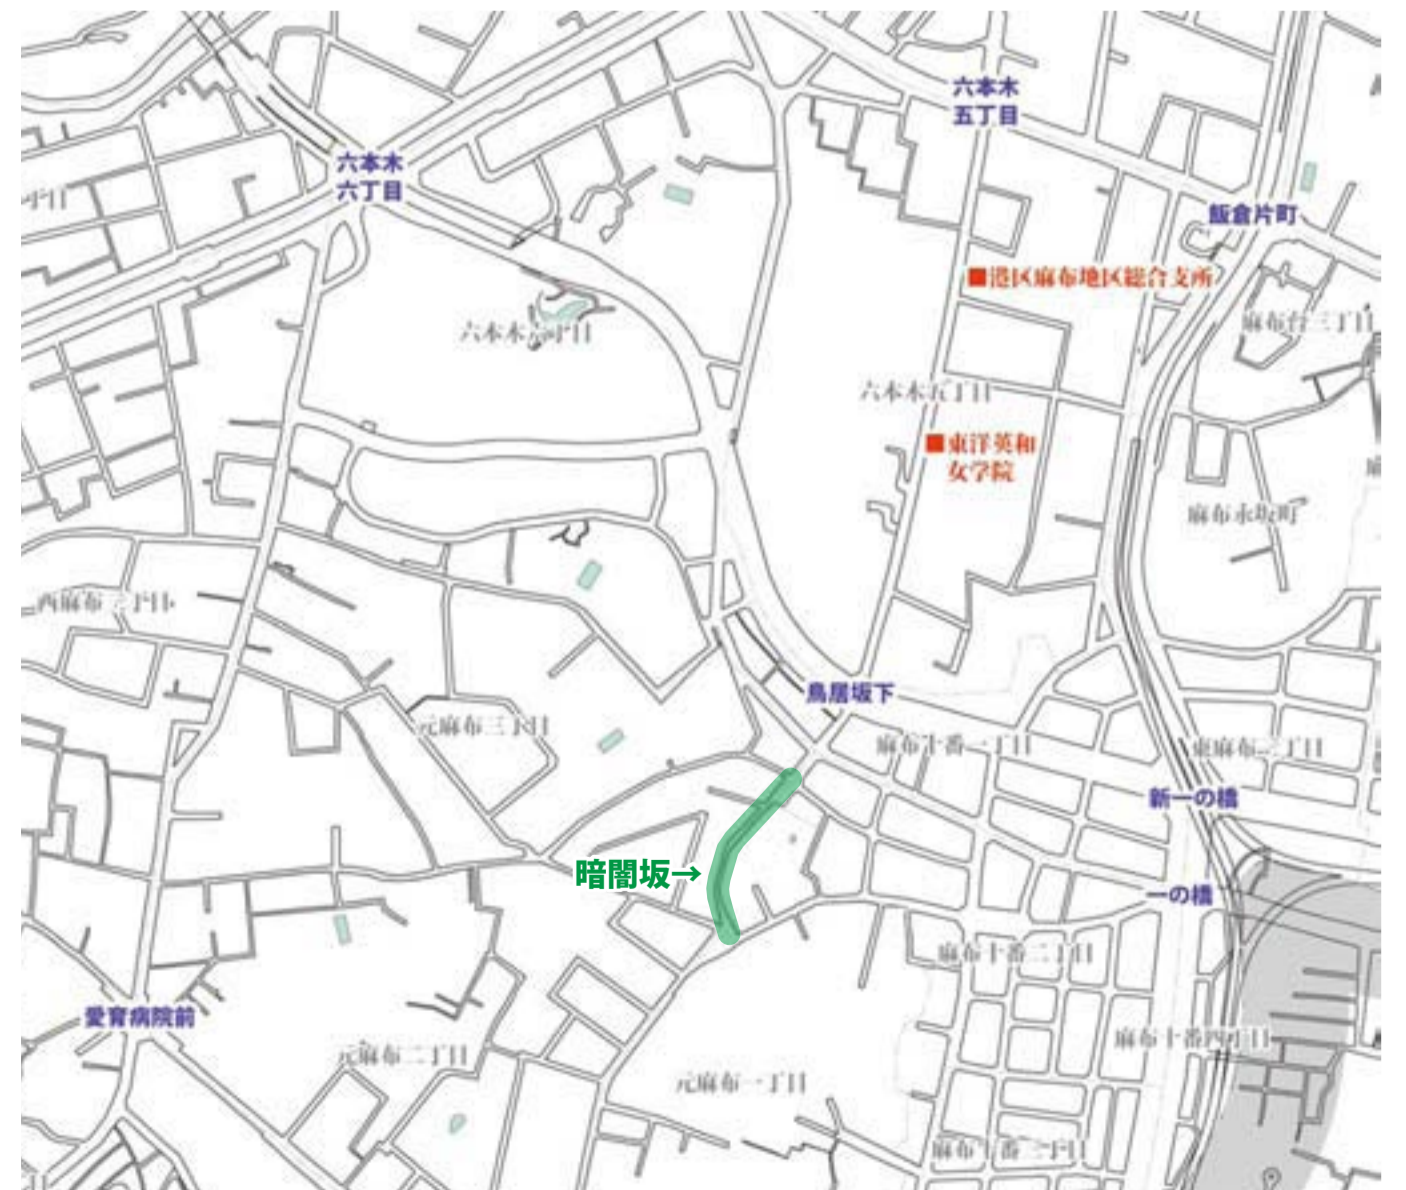 六本木
五丁目
六本木
六丁目
丁目
飯倉片町
■港区麻布地区総合支所
麻布台三丁目
六本木六丁目
六本木五丁目
■東洋英和
女学院
麻布永坂町
西麻布三丁目
鳥居坂下
元麻布三丁目
麻布十番一丁目
東麻布三丁目
新一の橋
暗闇坂→
一の橋
麻布十番二丁目
愛育病院前
麻布十番四丁目
元麻布二丁目
元麻布一丁目
麻布十番三丁目